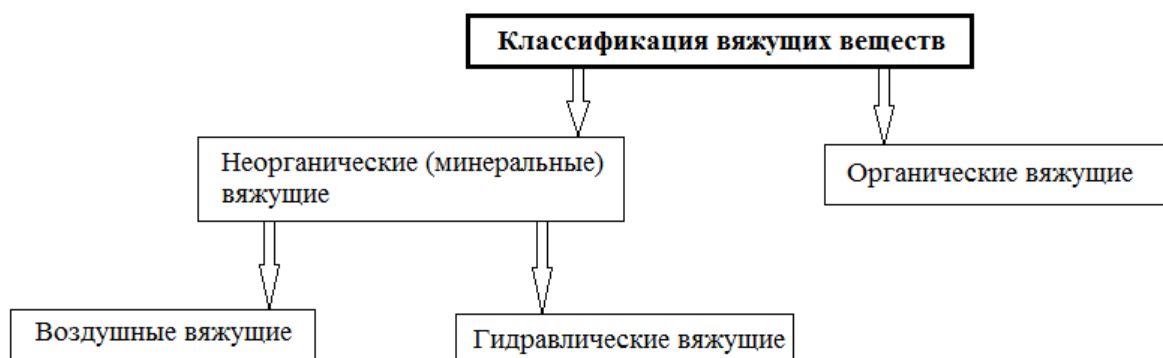 Классификация вяжущих веществ
Неорганические (минеральные)
вяжущие
Органические вяжущие
Воздушные вяжущие
Гидравлические вяжущие